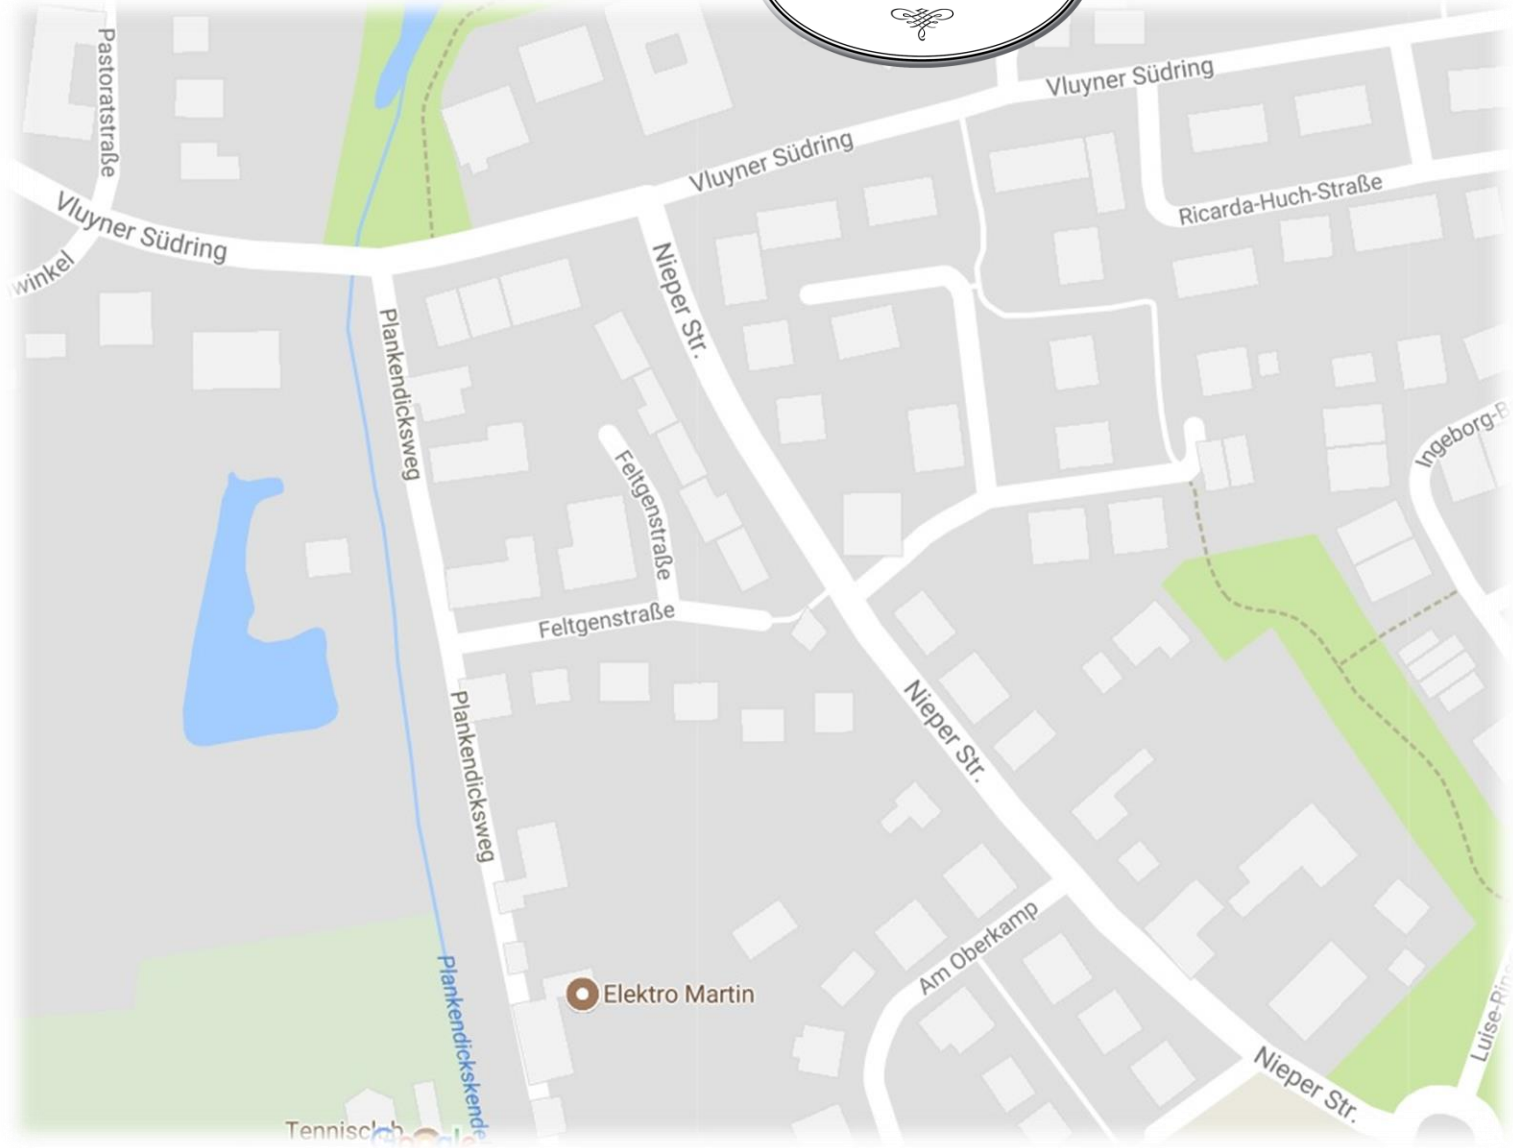 Pastoratstraße
Vluyner Südring
Vluyner Südring
Vluyner Südring
Ricarda-Huch-Straße
winkel
Nieper Str.
Plankendicksweg
Feltgenstraße
Ingeborg-B
Feltgenstraße
Nieper Str.
Plankendicksweg
Am Oberkamp
Elektro Martin
Plankendickskende
Luise-Rin
Nieper Str.